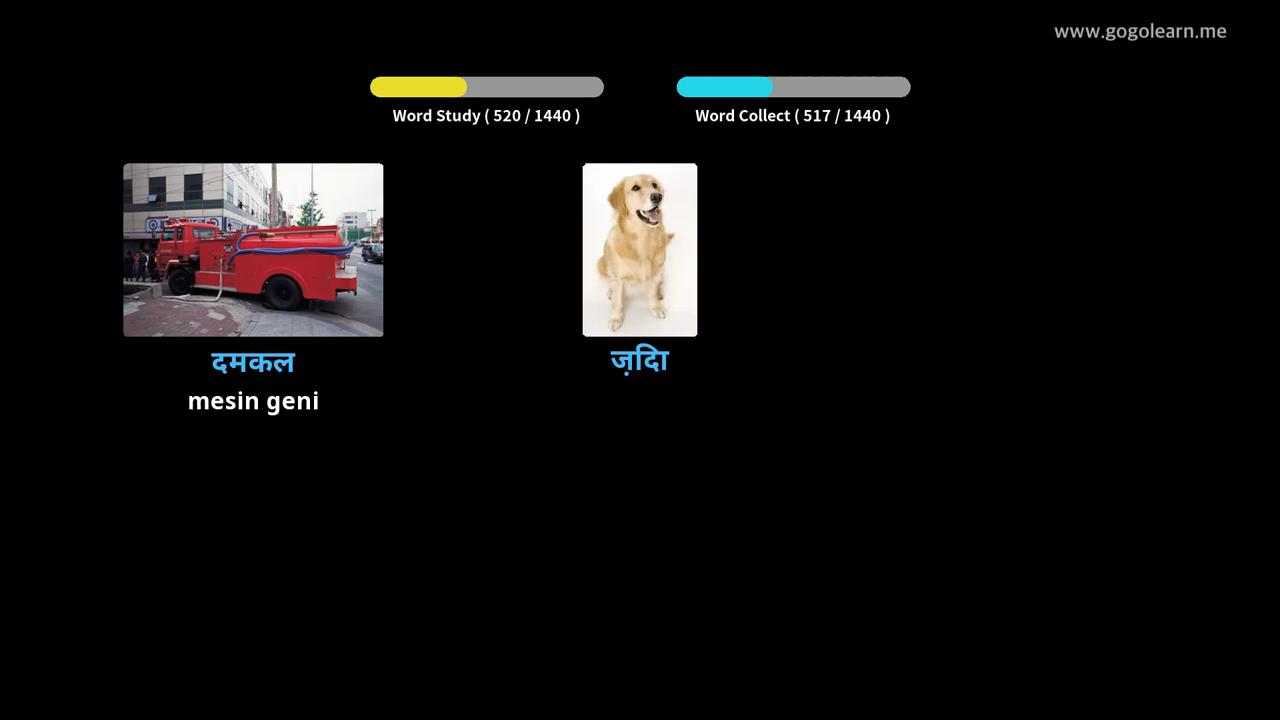 www.gogolearn.me
Word Study ( 520 / 1440 )
Word Collect ( 517 / 1440 )
दमकल
ज़दिा
mesin geni